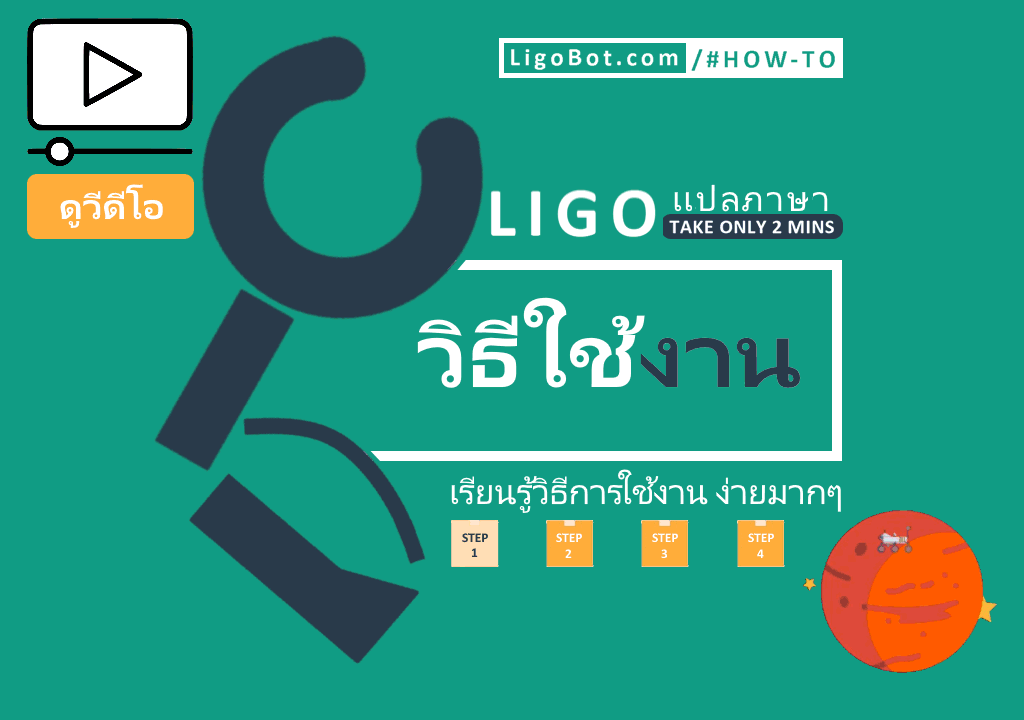 LigoBot.com /#HOW-TO
ดูวีดีโอ
LIGO แปลภาษา
TAKE ONLY 2 MINS
วิธีใช้งาน
เรียนรู้วิธีการใช้งาน ง่ายมากๆ
STEP 1
STEP 2
STEP 3
STEP 4